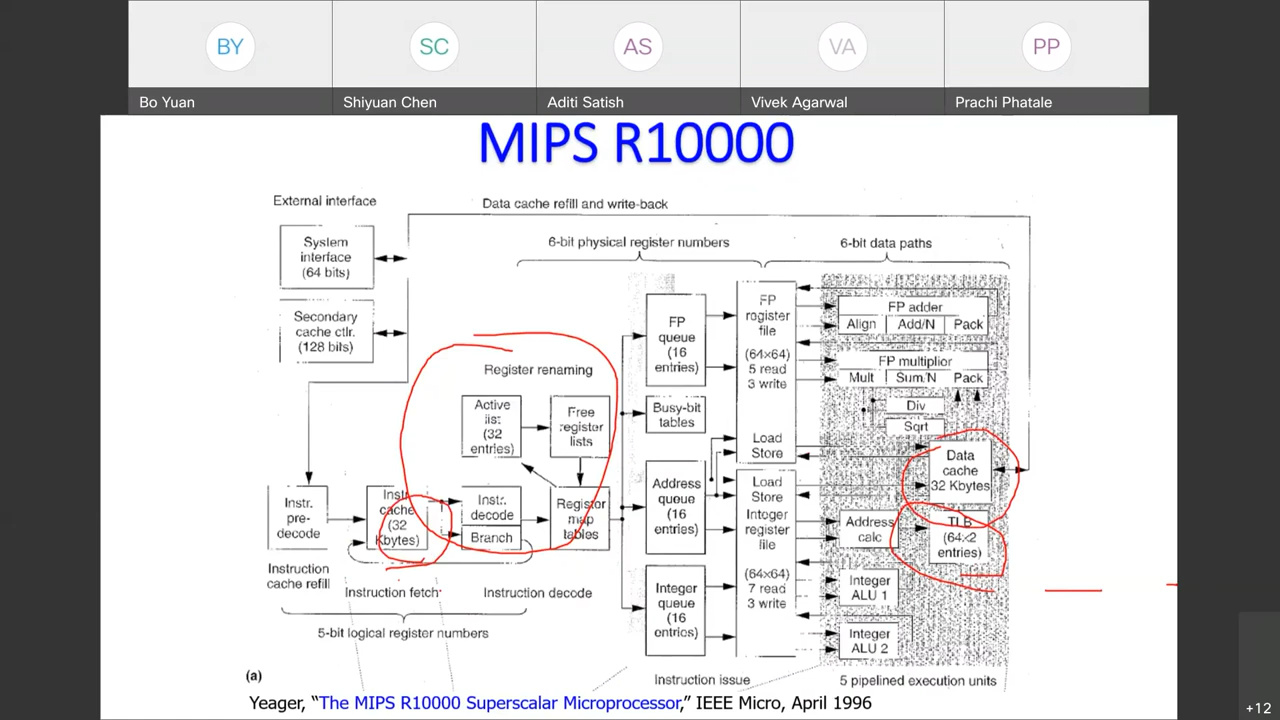 BY
SC
AS
VA
PP
Bo Yuan
Shiyuan Chen
Aditi Satish
Vivek Agarwal
Prachi Phatale
MIPS R10000
External interface
Data cache refill and write-back
System
interface
(64 bits)
6-bit physical register numbers
6-bit data paths
Secondary
cache ctlr.
(128 bits)
FP
queue
(16
entries)
FP
register
file
(64×64)
5 read
3 write
FP adder
Align
Add/N
Pack
FP multiplior
Mult
Sum/N
Pack
Div
Sqrt
Register renaming
Active
list
(32
entries)
Free
register
lists
Busy-bit
tables
Load
Store
Data
cache
32 Kbytes
Instr.
pre-
decode
Instr.
cache
(32
Kbytes)
Instr.
decode
Branch
Register
map
tables
Address
queue (16
entries)
Load
Store
Integer
register
file
(64×64)
7 read
3 write
Address
calc
TLB
(64×2
entries)
Integer
ALU 1
Integer
ALU 2
Integer
queue
(16
entries)
Instruction
cache refill
Instruction fetch
Instruction decode
5-bit logical register numbers
(a)
Instruction issue
5 pipelined execution units
Yeager, “The MIPS R10000 Superscalar Microprocessor,” IEEE Micro, April 1996
+12